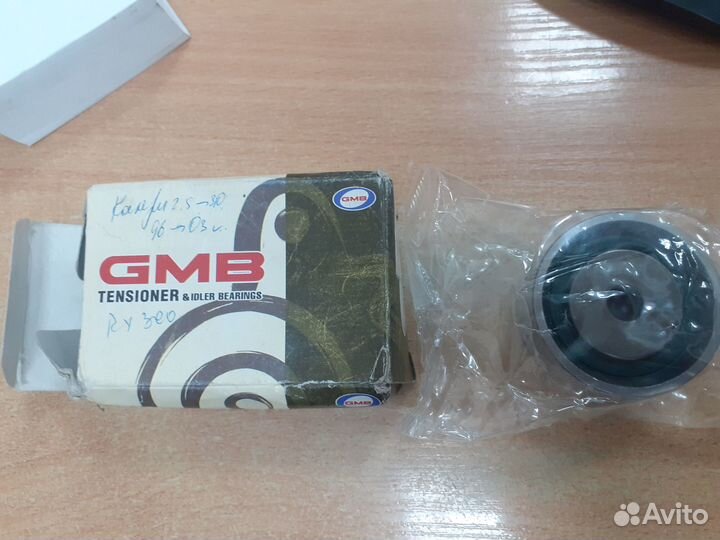 Камри 2.5 → 3.0
96 → 03 г.
GMB
GMB
TENSIONER & IDLER BEARINGS
RX 300
GMB
Avito